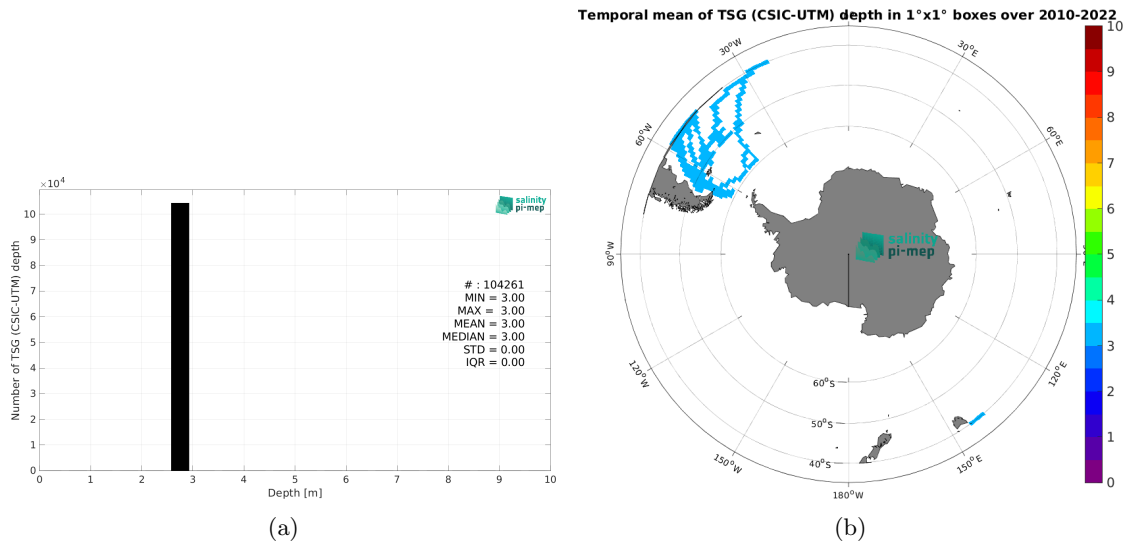 ×10⁴
10
9
8
7
6
5
4
3
2
1
0
Number of TSG (CSIC-UTM) depth
salinity
pi-mep
# : 104261
MIN = 3.00
MAX = 3.00
MEAN = 3.00
MEDIAN = 3.00
STD = 0.00
IQR = 0.00
0 1 2 3 4 5 6 7 8 9 10
Depth [m]
(a)
Temporal mean of TSG (CSIC-UTM) depth in 1°x1° boxes over 2010-2022
30°W
30°E
60°W
60°E
90°W
120°W
120°E
150°W
150°E
180°W
60°S
50°S
40°S
salinity
pi-mep
10
9
8
7
6
5
4
3
2
1
0
(b)